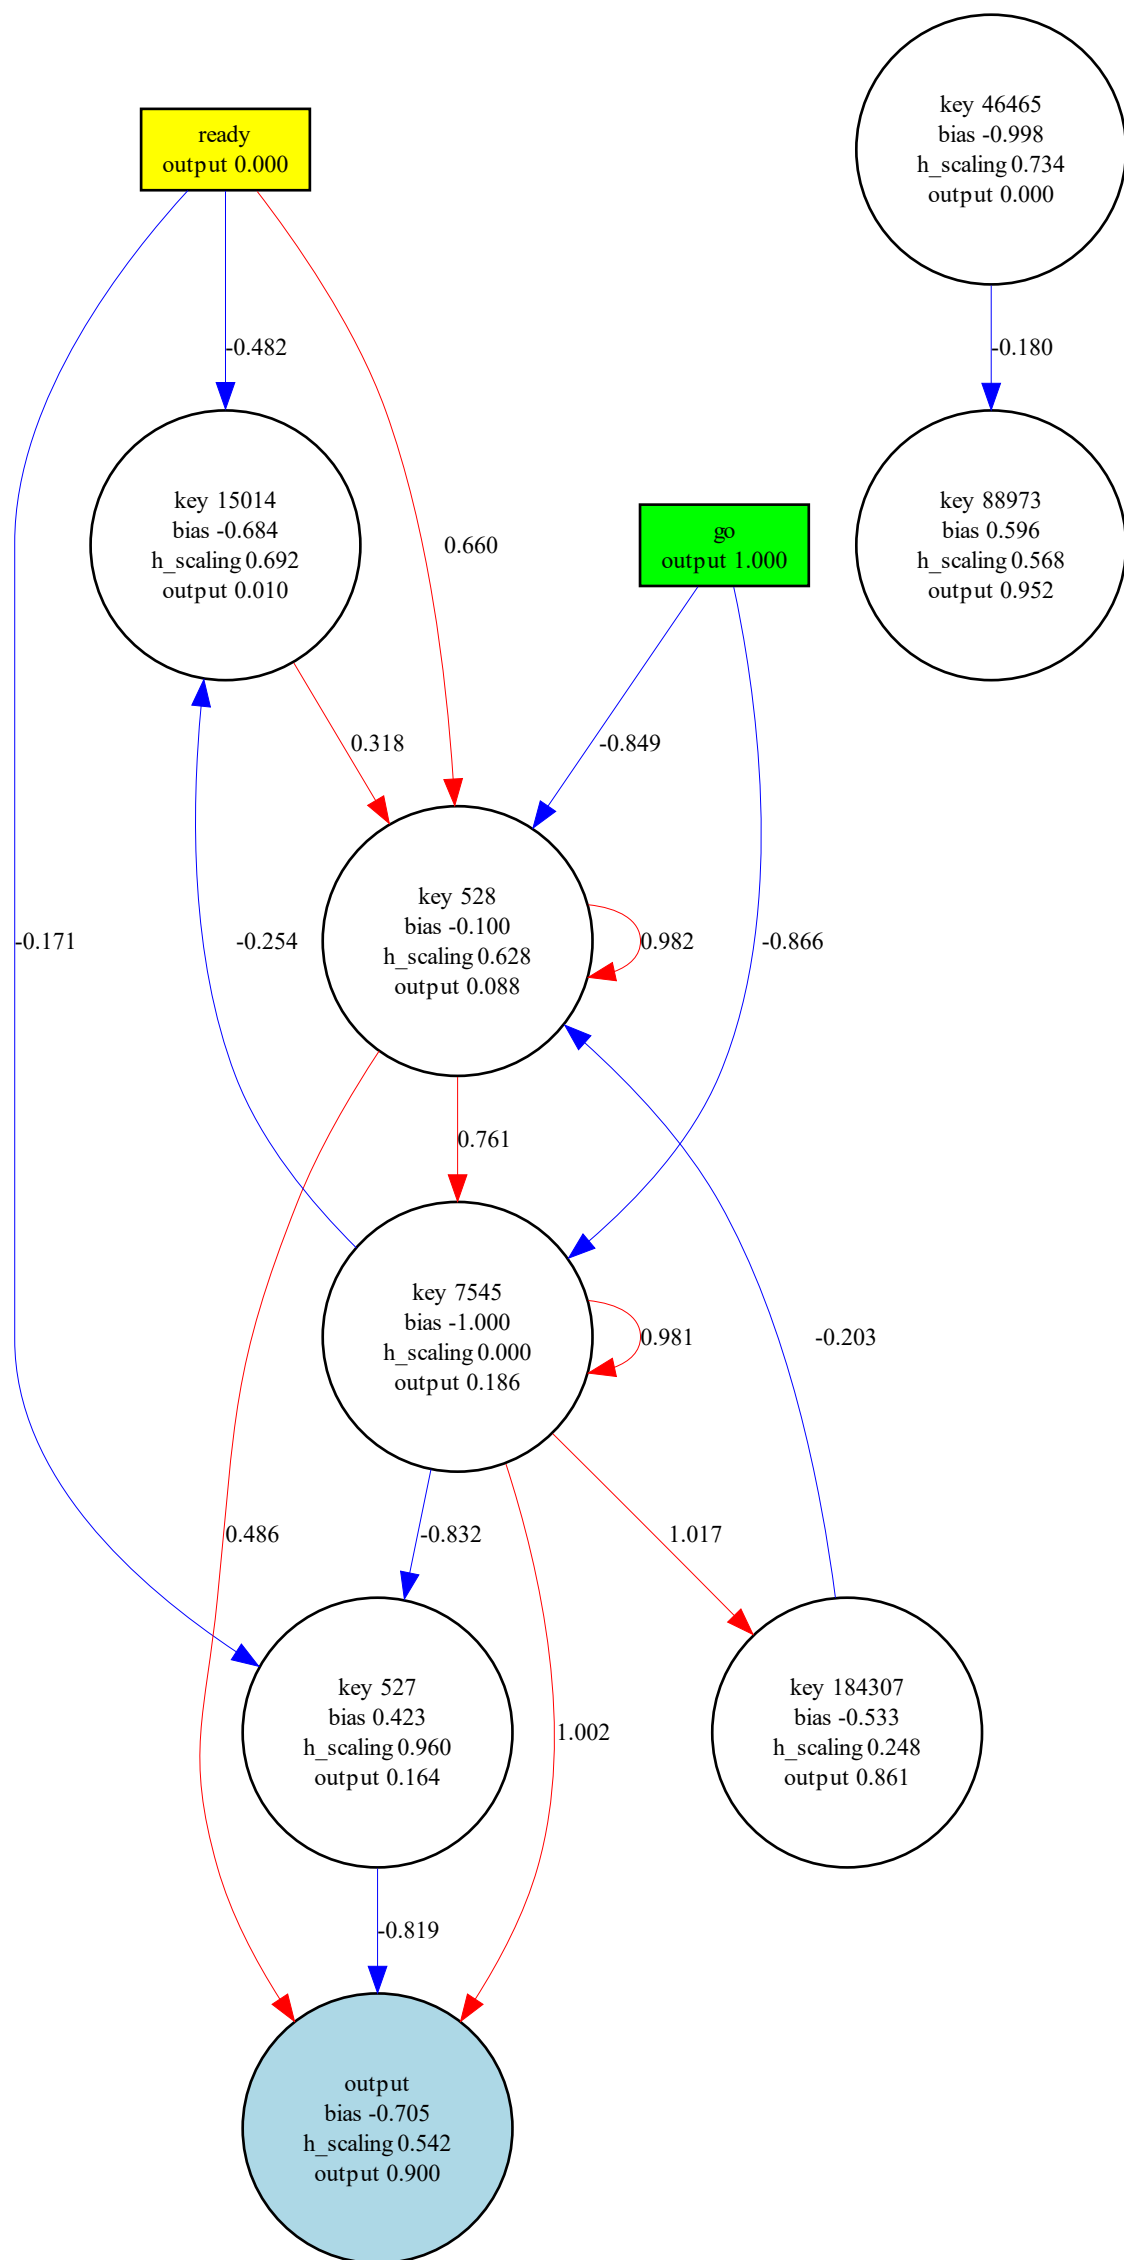 key 46465
bias -0.998
h_scaling 0.734
output 0.000
ready
output 0.000
-0.482
-0.180
key 15014
bias -0.684
h_scaling 0.692
output 0.010
0.660
go
output 1.000
key 88973
bias 0.596
h_scaling 0.568
output 0.952
0.318
-0.849
-0.171
-0.254
key 528
bias -0.100
h_scaling 0.628
output 0.088
0.982
-0.866
0.761
key 7545
bias -1.000
h_scaling 0.000
output 0.186
0.981
-0.203
0.486
-0.832
1.017
key 527
bias 0.423
h_scaling 0.960
output 0.164
1.002
key 184307
bias -0.533
h_scaling 0.248
output 0.861
-0.819
output
bias -0.705
h_scaling 0.542
output 0.900